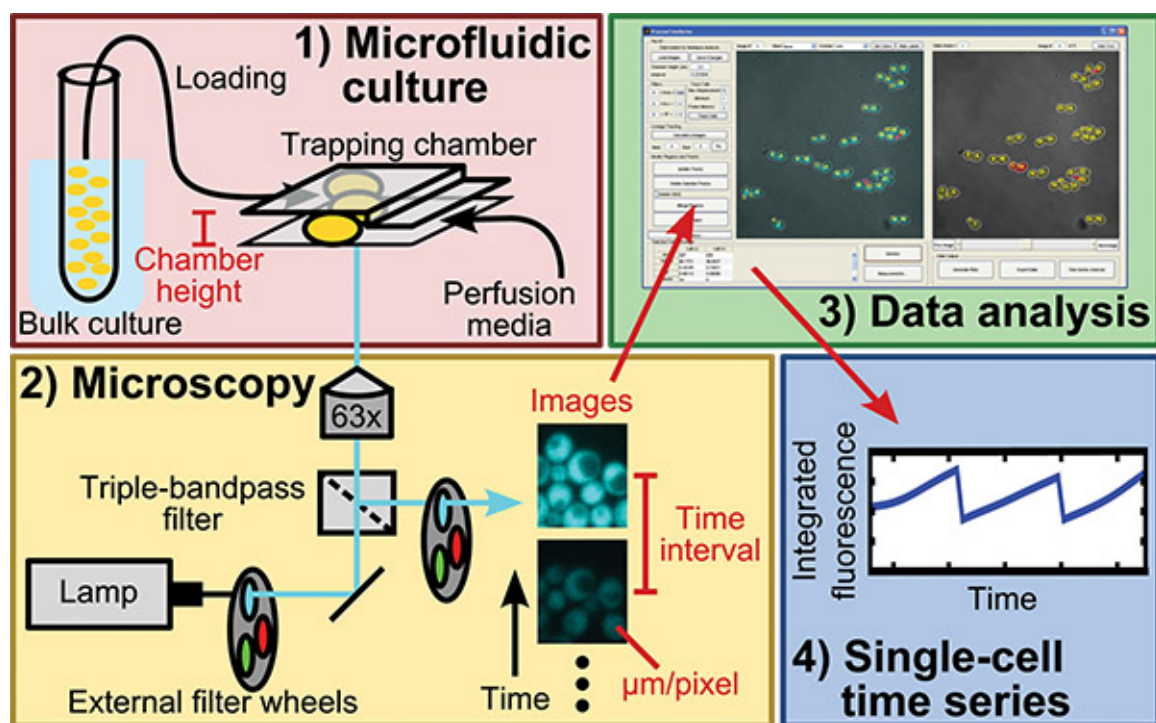 1) Microfluidic
culture
Loading
Trapping chamber
Chamber
height
Bulk culture
Perfusion
media
3) Data analysis
2) Microscopy
63x
Images
Triple-bandpass
filter
Time
interval
Lamp
External filter wheels
Time
µm/pixel
Integrated
fluorescence
Time
4) Single-cell
time series